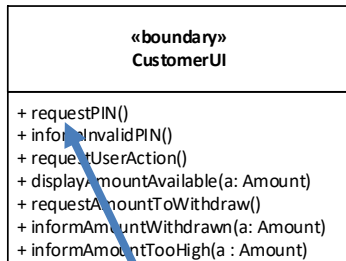 «boundary»
CustomerUI
+ requestPIN()
+ informInvalidPIN()
+ requestUserAction()
+ displayAmountAvailable(a: Amount)
+ requestAmountToWithdraw()
+ informAmountWithdrawn(a: Amount)
+ informAmountTooHigh(a : Amount)